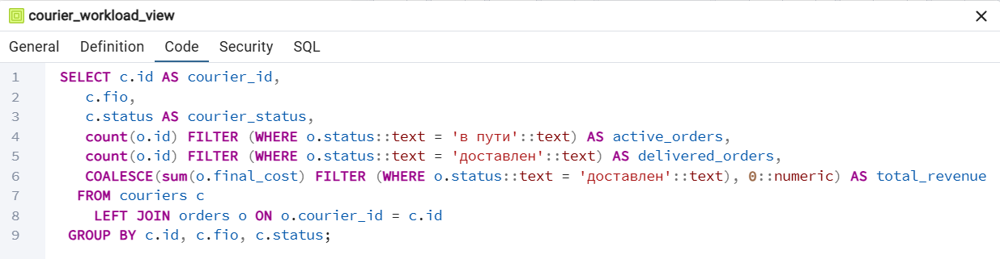 courier_workload_view
General Definition Code Security SQL
1 SELECT c.id AS courier_id,
2 c.fio,
3 c.status AS courier_status,
4 count(o.id) FILTER (WHERE o.status::text = 'в пути'::text) AS active_orders,
5 count(o.id) FILTER (WHERE o.status::text = 'доставлен'::text) AS delivered_orders,
6 COALESCE(sum(o.final_cost) FILTER (WHERE o.status::text = 'доставлен'::text), 0::numeric) AS total_revenue
7 FROM couriers c
8 LEFT JOIN orders o ON o.courier_id = c.id
9 GROUP BY c.id, c.fio, c.status;